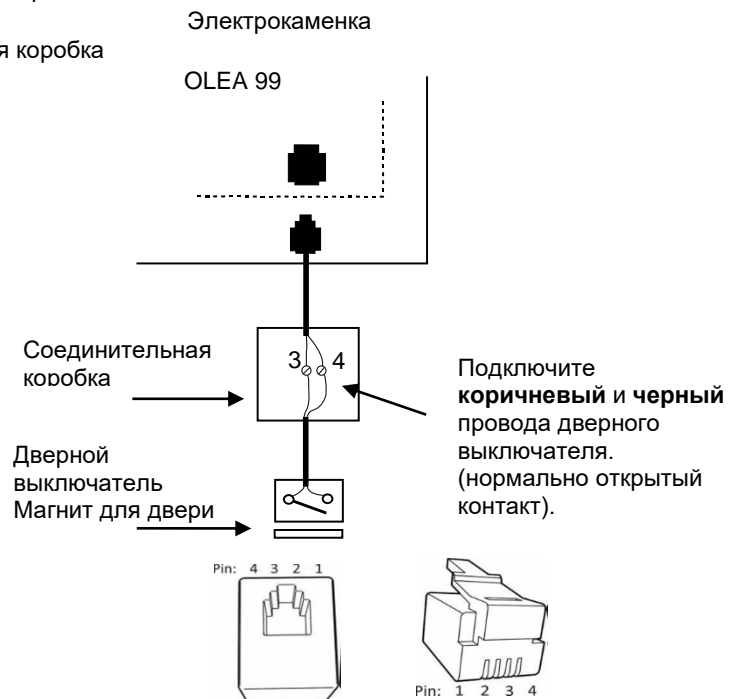 Электрокаменка
я коробка
OLEA 99
Соединительная
коробка
3 4
Подключите
коричневый и черный
провода дверного
выключателя.
(нормально открытый
контакт).
Дверной
выключатель
Магнит для двери
Pin: 4 3 2 1
Pin: 1 2 3 4